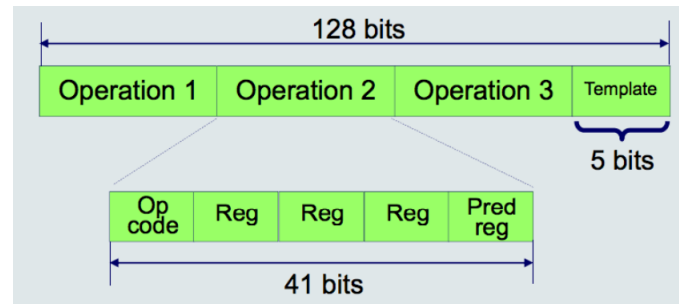 128 bits
Operation 1 Operation 2 Operation 3 Template
5 bits
Op code Reg Reg Reg Pred reg
41 bits